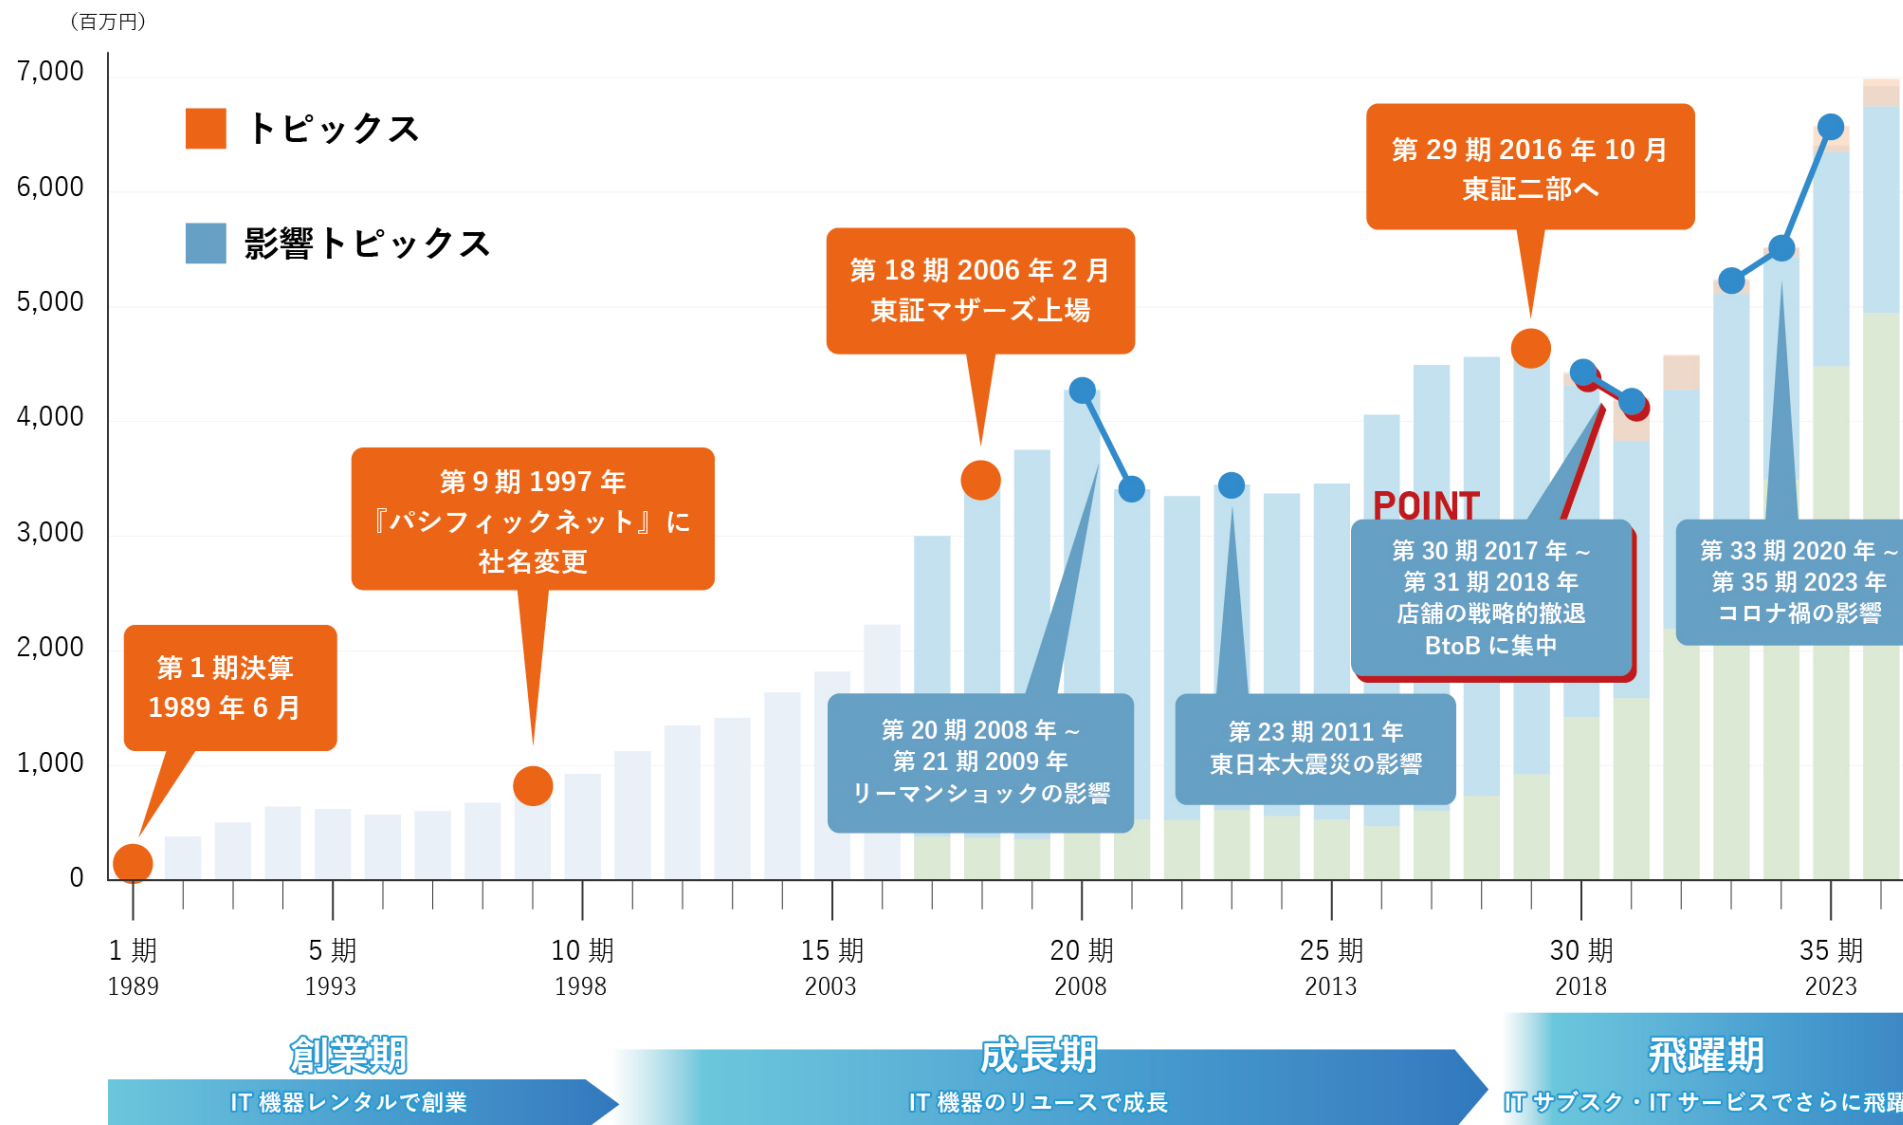 （百万円）
7,000
6,000
5,000
4,000
3,000
2,000
1,000
0
トピックス
影響トピックス
第 1 期決算
1989 年 6 月
第 9 期 1997 年
『パシフィックネット』に
社名変更
第 18 期 2006 年 2 月
東証マザーズ上場
第 29 期 2016 年 10 月
東証二部へ
第 20 期 2008 年 ~
第 21 期 2009 年
リーマンショックの影響
第 23 期 2011 年
東日本大震災の影響
POINT
第 30 期 2017 年 ~
第 31 期 2018 年
店舗の戦略的撤退
BtoB に集中
第 33 期 2020 年 ~
第 35 期 2023 年
コロナ禍の影響
1 期 5 期 10 期 15 期 20 期 25 期 30 期 35 期
1989 1993 1998 2003 2008 2013 2018 2023
創業期
IT 機器レンタルで創業
成長期
IT 機器のリユースで成長
飛躍期
IT サブスク・IT サービスでさらに飛躍